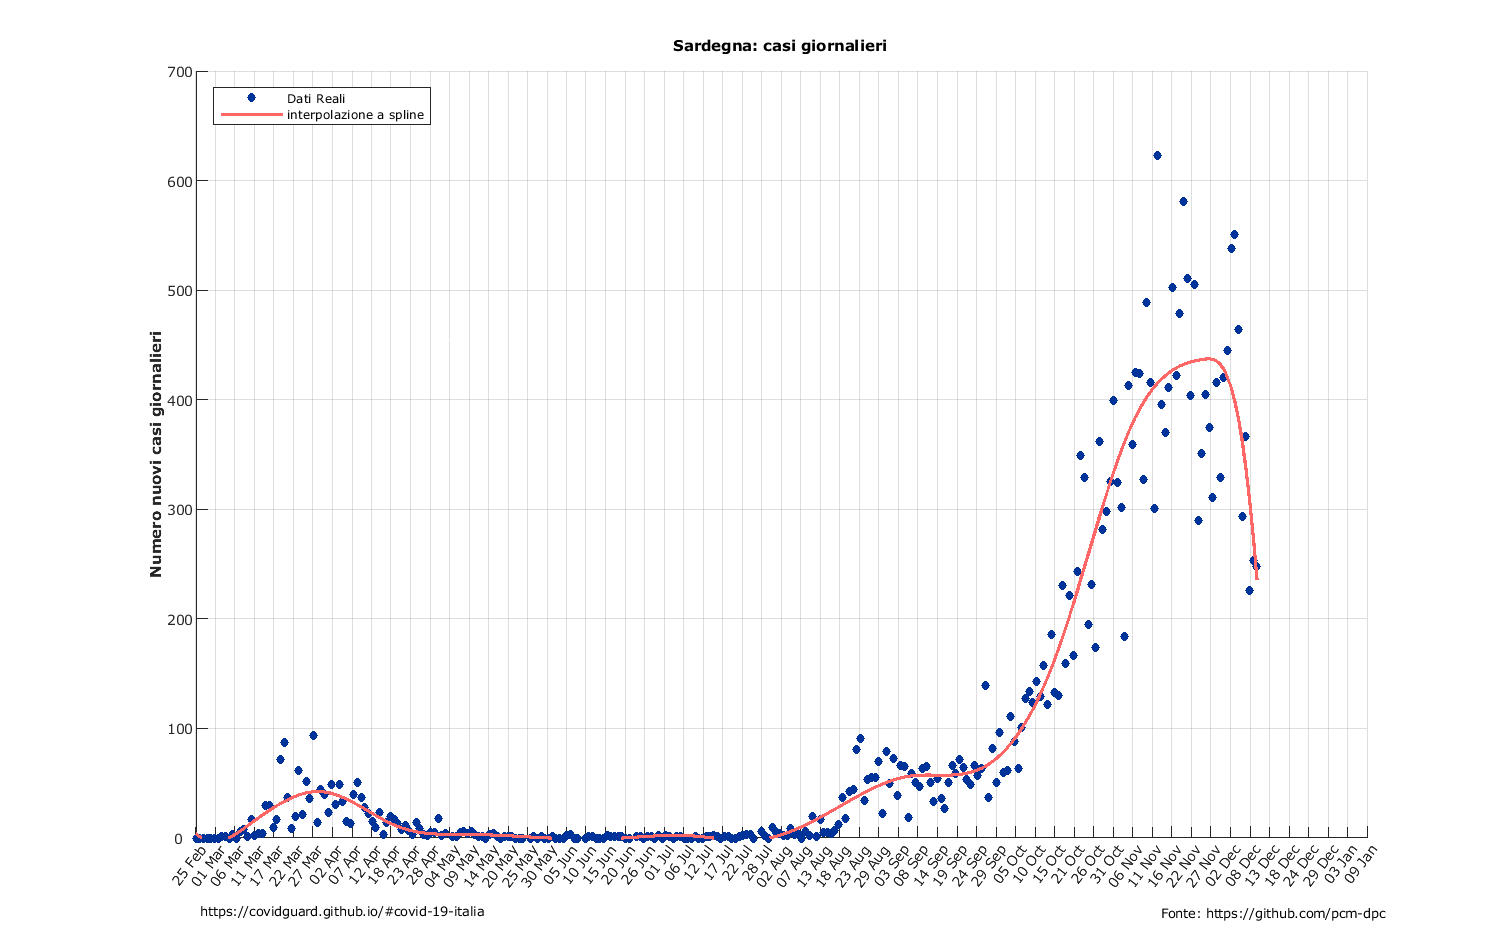 Sardegna: casi giornalieri
Dati Reali
interpolazione a spline
Numero nuovi casi giornalieri
700
600
500
400
300
200
100
0
25 Feb
01 Mar
06 Mar
11 Mar
17 Mar
22 Mar
27 Mar
02 Apr
07 Apr
12 Apr
18 Apr
23 Apr
28 Apr
04 May
09 May
14 May
20 May
25 May
30 May
05 Jun
10 Jun
15 Jun
20 Jun
26 Jun
01 Jul
06 Jul
12 Jul
17 Jul
22 Jul
28 Jul
02 Aug
07 Aug
13 Aug
18 Aug
23 Aug
29 Aug
03 Sep
08 Sep
14 Sep
19 Sep
24 Sep
29 Sep
05 Oct
10 Oct
15 Oct
21 Oct
26 Oct
31 Oct
06 Nov
11 Nov
16 Nov
22 Nov
27 Nov
02 Dec
08 Dec
13 Dec
18 Dec
24 Dec
29 Dec
03 Jan
09 Jan
https://covidguard.github.io/#covid-19-italia
Fonte: https://github.com/pcm-dpc